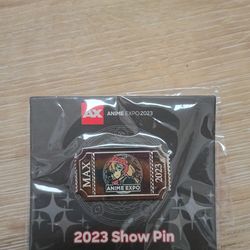 AX ANIME EXPO 2023
MAX
ANIME EXPO
2023
2023 Show Pin